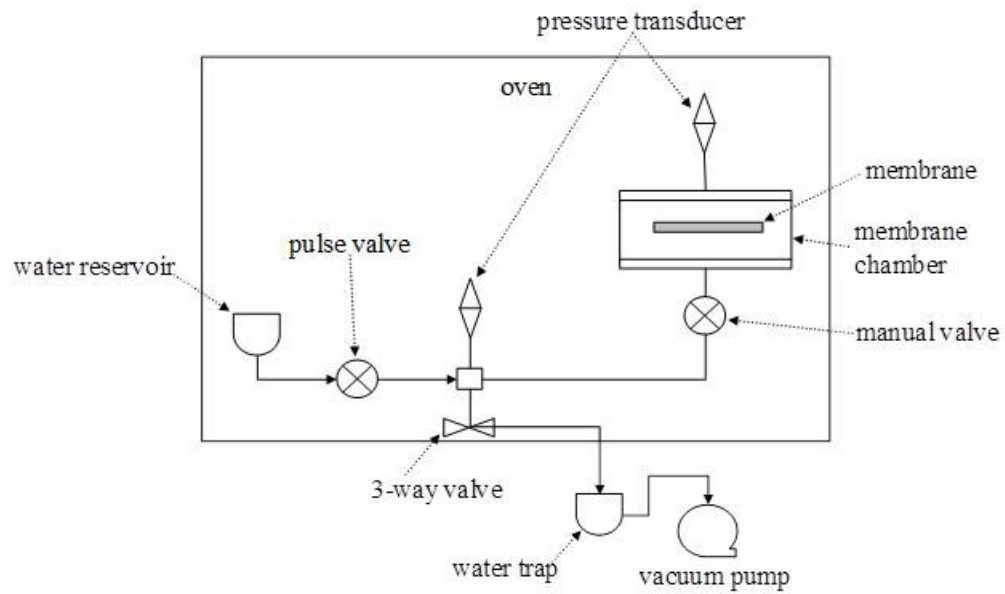 pressure transducer
oven
membrane
pulse valve
membrane
chamber
water reservoir
manual valve
3-way valve
water trap
vacuum pump